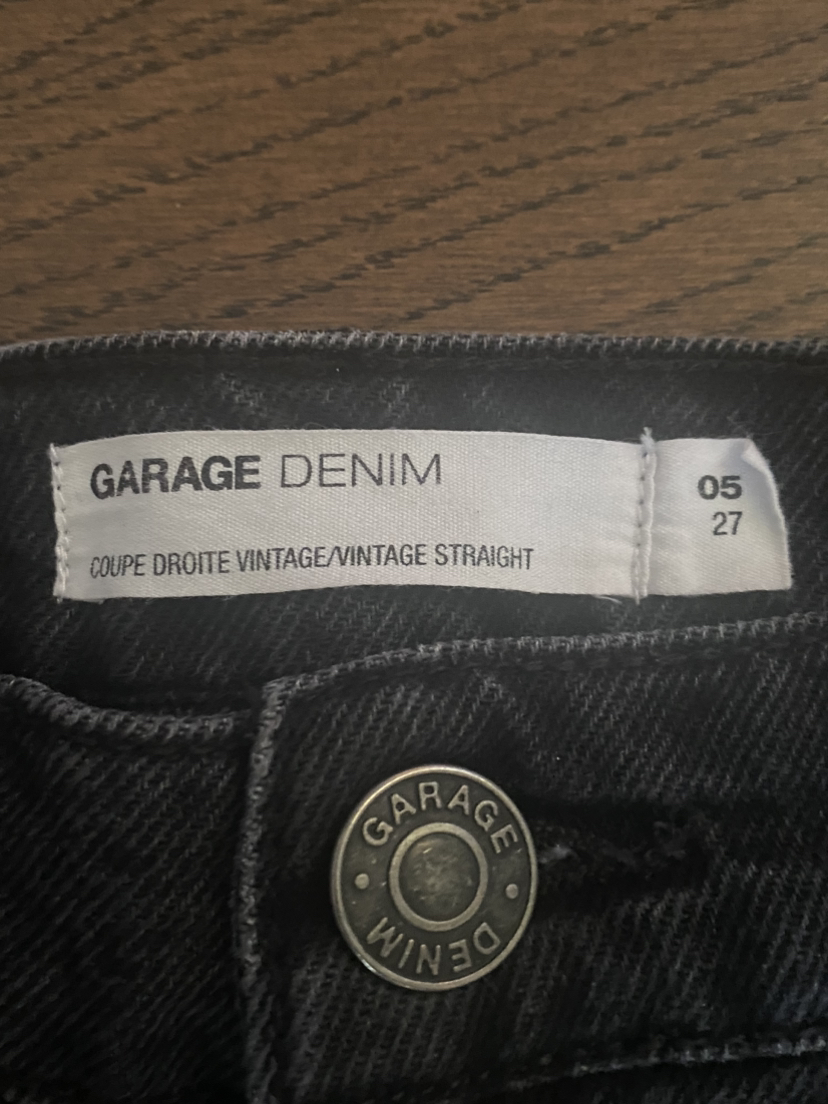 GARAGE DENIM
COUPE DROITE VINTAGE/VINTAGE STRAIGHT
05
27
GARAGE
DENIM